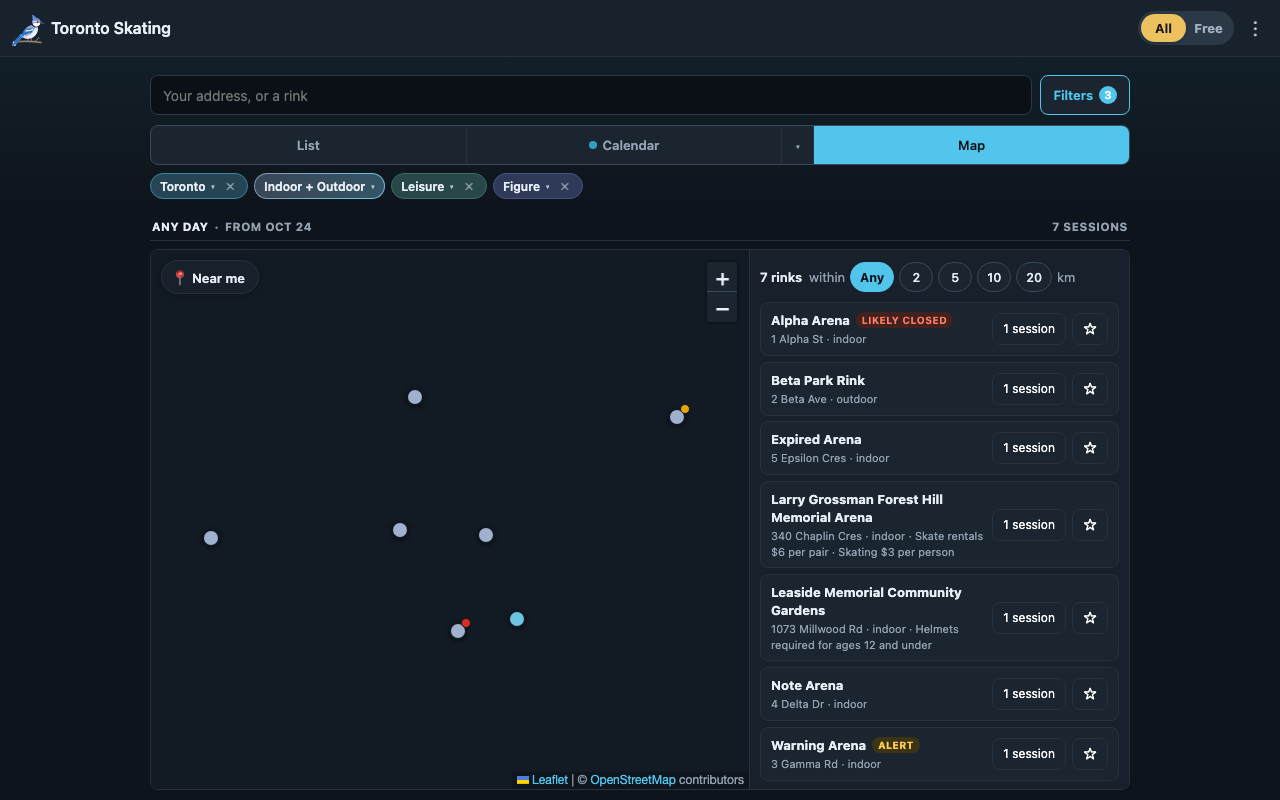 Toronto Skating
All Free
Your address, or a rink
Filters 3
List
Calendar
Map
Toronto
Indoor + Outdoor
Leisure
Figure
ANY DAY · FROM OCT 24
7 SESSIONS
Near me
+
−
7 rinks within Any 2 5 10 20 km
Alpha Arena LIKELY CLOSED
1 Alpha St · indoor
1 session
Beta Park Rink
2 Beta Ave · outdoor
1 session
Expired Arena
5 Epsilon Cres · indoor
1 session
Larry Grossman Forest Hill
Memorial Arena
340 Chaplin Cres · indoor · Skate rentals
$6 per pair · Skating $3 per person
1 session
Leaside Memorial Community
Gardens
1073 Millwood Rd · indoor · Helmets
required for ages 12 and under
1 session
Note Arena
4 Delta Dr · indoor
1 session
Warning Arena ALERT
3 Gamma Rd · indoor
1 session
Leaflet | © OpenStreetMap contributors